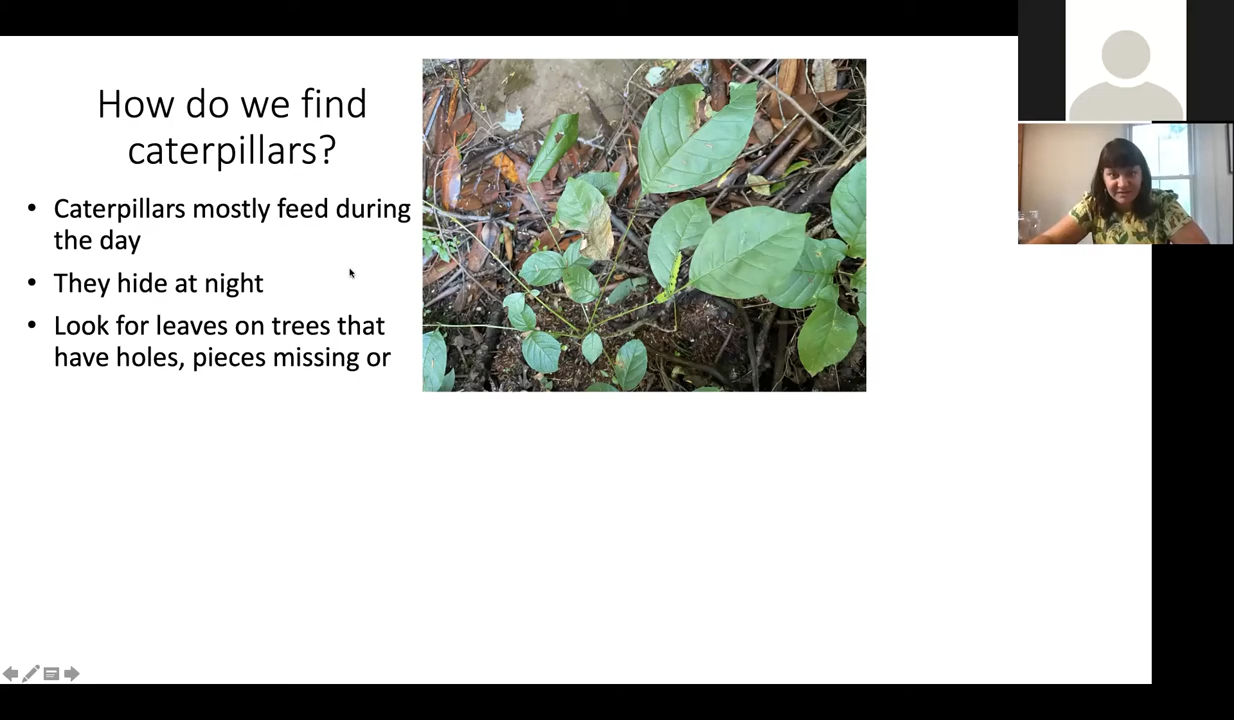 How do we find
caterpillars?
• Caterpillars mostly feed during
the day
• They hide at night
• Look for leaves on trees that
have holes, pieces missing or